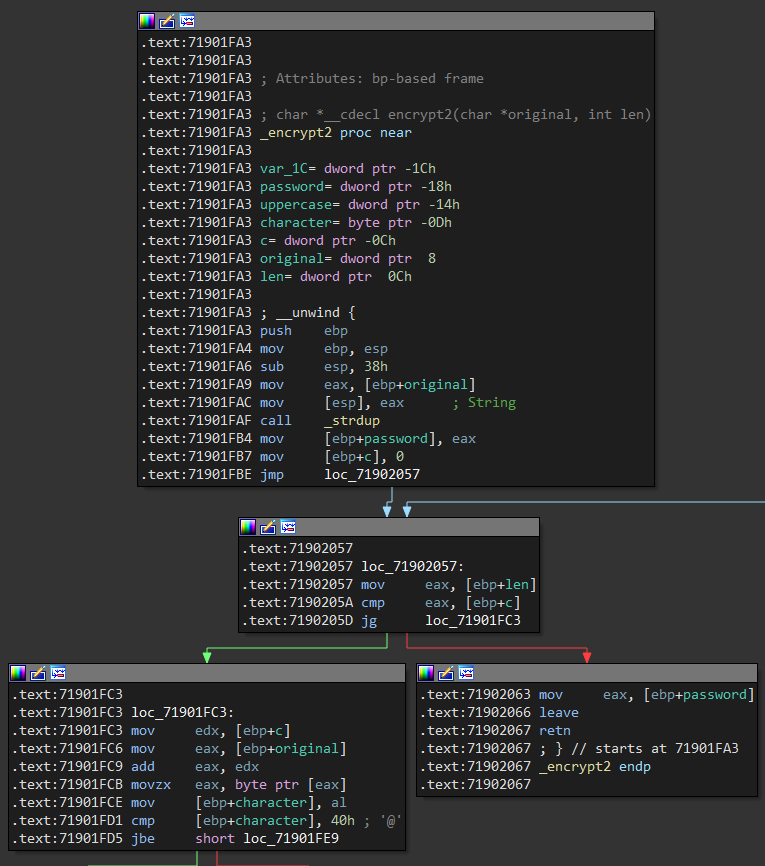 .text:71901FA3
.text:71901FA3
.text:71901FA3 ; Attributes: bp-based frame
.text:71901FA3
.text:71901FA3 ; char *__cdecl encrypt2(char *original, int len)
.text:71901FA3 _encrypt2 proc near
.text:71901FA3
.text:71901FA3 var_1C= dword ptr -1Ch
.text:71901FA3 password= dword ptr -18h
.text:71901FA3 uppercase= dword ptr -14h
.text:71901FA3 character= byte ptr -0Dh
.text:71901FA3 c= dword ptr -0Ch
.text:71901FA3 original= dword ptr  8
.text:71901FA3 len= dword ptr  0Ch
.text:71901FA3
.text:71901FA3 ; __unwind {
.text:71901FA3 push    ebp
.text:71901FA4 mov     ebp, esp
.text:71901FA6 sub     esp, 38h
.text:71901FA9 mov     eax, [ebp+original]
.text:71901FAC mov     [esp], eax      ; String
.text:71901FAF call    _strdup
.text:71901FB4 mov     [ebp+password], eax
.text:71901FB7 mov     [ebp+c], 0
.text:71901FBE jmp     loc_71902057
.text:71902057
.text:71902057 loc_71902057:
.text:71902057 mov     eax, [ebp+len]
.text:7190205A cmp     eax, [ebp+c]
.text:7190205D jg      loc_71901FC3
.text:71901FC3
.text:71901FC3 loc_71901FC3:
.text:71901FC3 mov     edx, [ebp+c]
.text:71901FC6 mov     eax, [ebp+original]
.text:71901FC9 add     eax, edx
.text:71901FCB movzx   eax, byte ptr [eax]
.text:71901FCE mov     [ebp+character], al
.text:71901FD1 cmp     [ebp+character], 40h ; '@'
.text:71901FD5 jbe     short loc_71901FE9
.text:71902063 mov     eax, [ebp+password]
.text:71902066 leave
.text:71902067 retn
.text:71902067 ; } // starts at 71901FA3
.text:71902067 _encrypt2 endp
.text:71902067